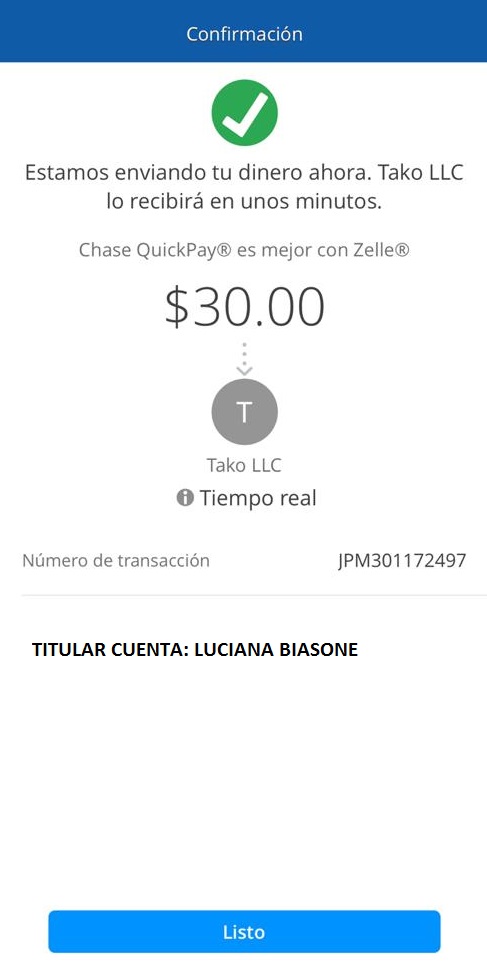 Confirmación
Estamos enviando tu dinero ahora. Tako LLC
lo recibirá en unos minutos.
Chase QuickPay® es mejor con Zelle®
$30.00
T
Tako LLC
Tiempo real
Número de transacción JPM301172497
TITULAR CUENTA: LUCIANA BIASONE
Listo